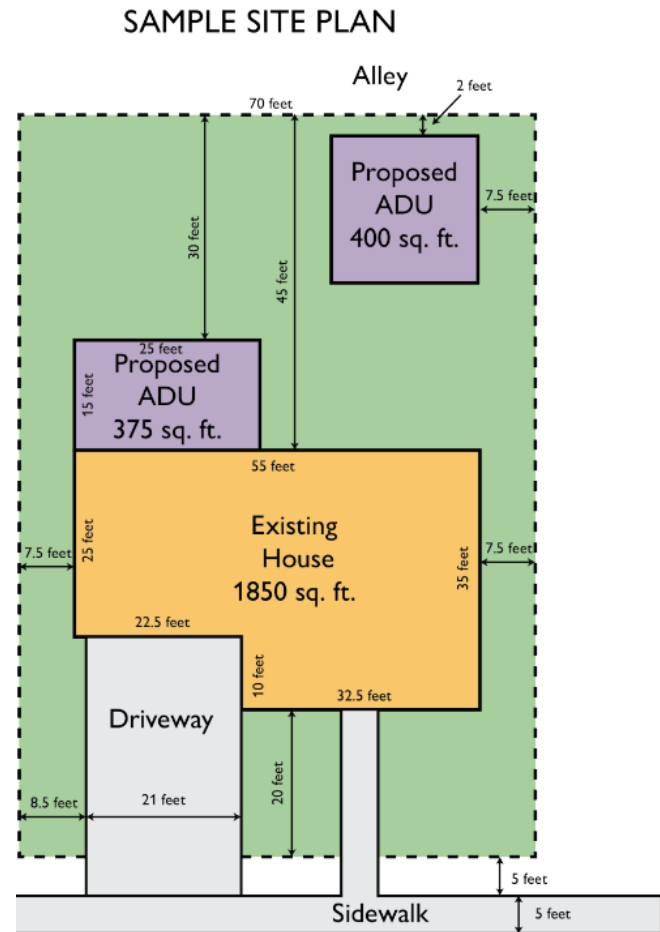 SAMPLE SITE PLAN
Alley
2 feet
70 feet
Proposed
ADU
400 sq. ft.
7.5 feet
30 feet
45 feet
25 feet
Proposed
ADU
375 sq. ft.
15 feet
55 feet
Existing
House
1850 sq. ft.
7.5 feet
25 feet
35 feet
7.5 feet
22.5 feet
10 feet
32.5 feet
Driveway
20 feet
8.5 feet
21 feet
5 feet
Sidewalk
5 feet